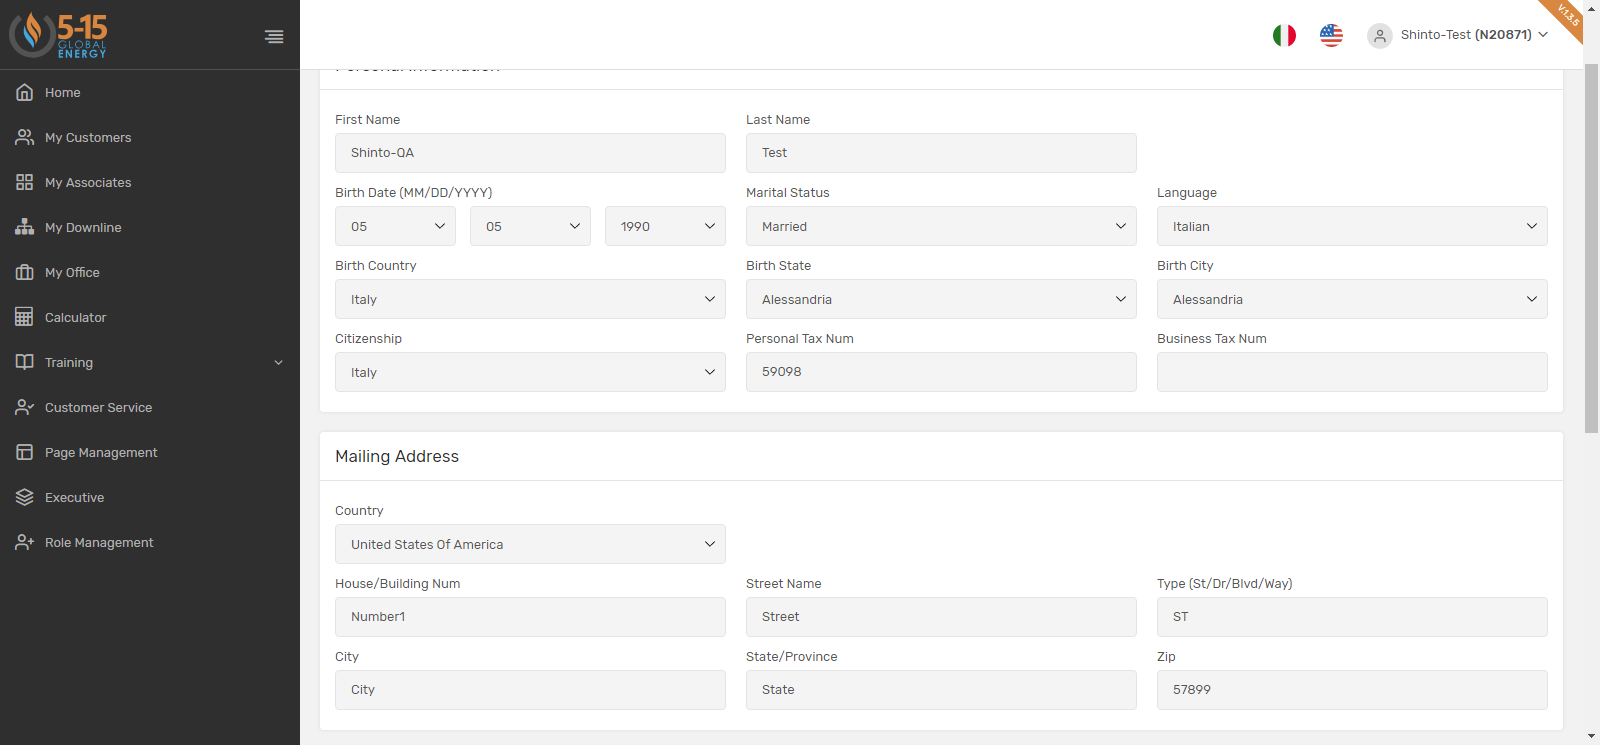 5-15
GLOBAL
ENERGY
Shinto-Test (N20871)
V.1.3.5
Home
My Customers
My Associates
My Downline
My Office
Calculator
Training
Customer Service
Page Management
Executive
Role Management
Personal Information
First Name
Last Name
Shinto-QA
Test
Birth Date (MM/DD/YYYY)
Marital Status
Language
05
05
1990
Married
Italian
Birth Country
Birth State
Birth City
Italy
Alessandria
Alessandria
Citizenship
Personal Tax Num
Business Tax Num
Italy
59098
Mailing Address
Country
United States Of America
House/Building Num
Street Name
Type (St/Dr/Blvd/Way)
Number1
Street
ST
City
State/Province
Zip
City
State
57899